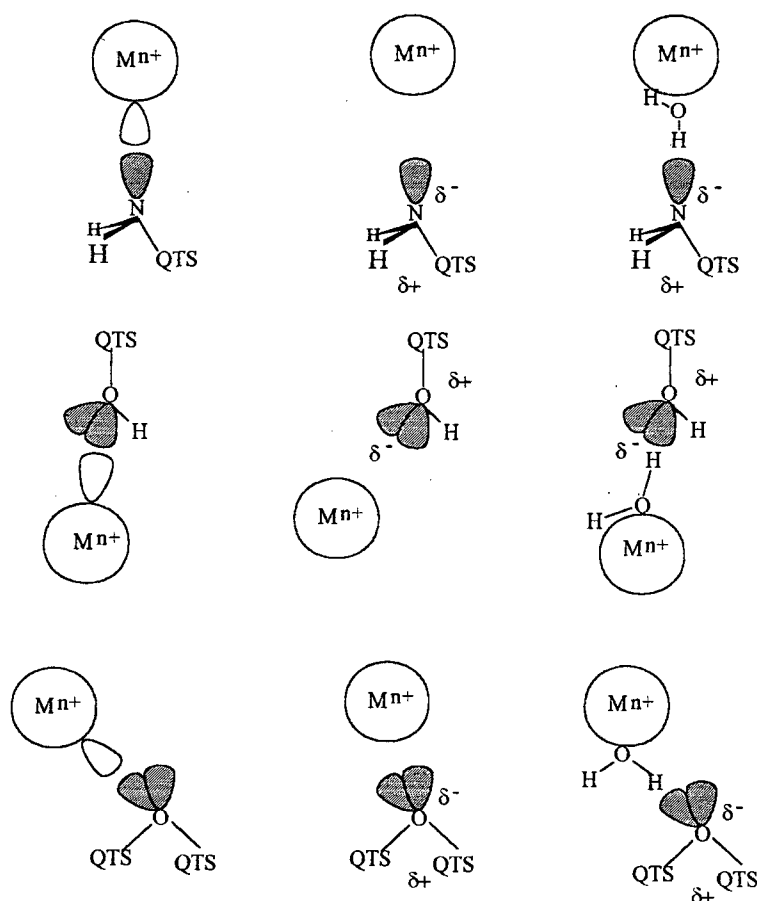 Mn+ Mn+ Mn+
H O
H
N N δ- N δ-
H H H
H QTS H QTS H QTS
δ+ δ+
QTS QTS QTS
O O δ+ O δ+
H δ- H δ- H
H
Mn+ H O
Mn+ Mn+
Mn+ Mn+ Mn+
O
H H
δ- δ-
O O O
QTS QTS QTS QTS QTS QTS
δ+ δ+